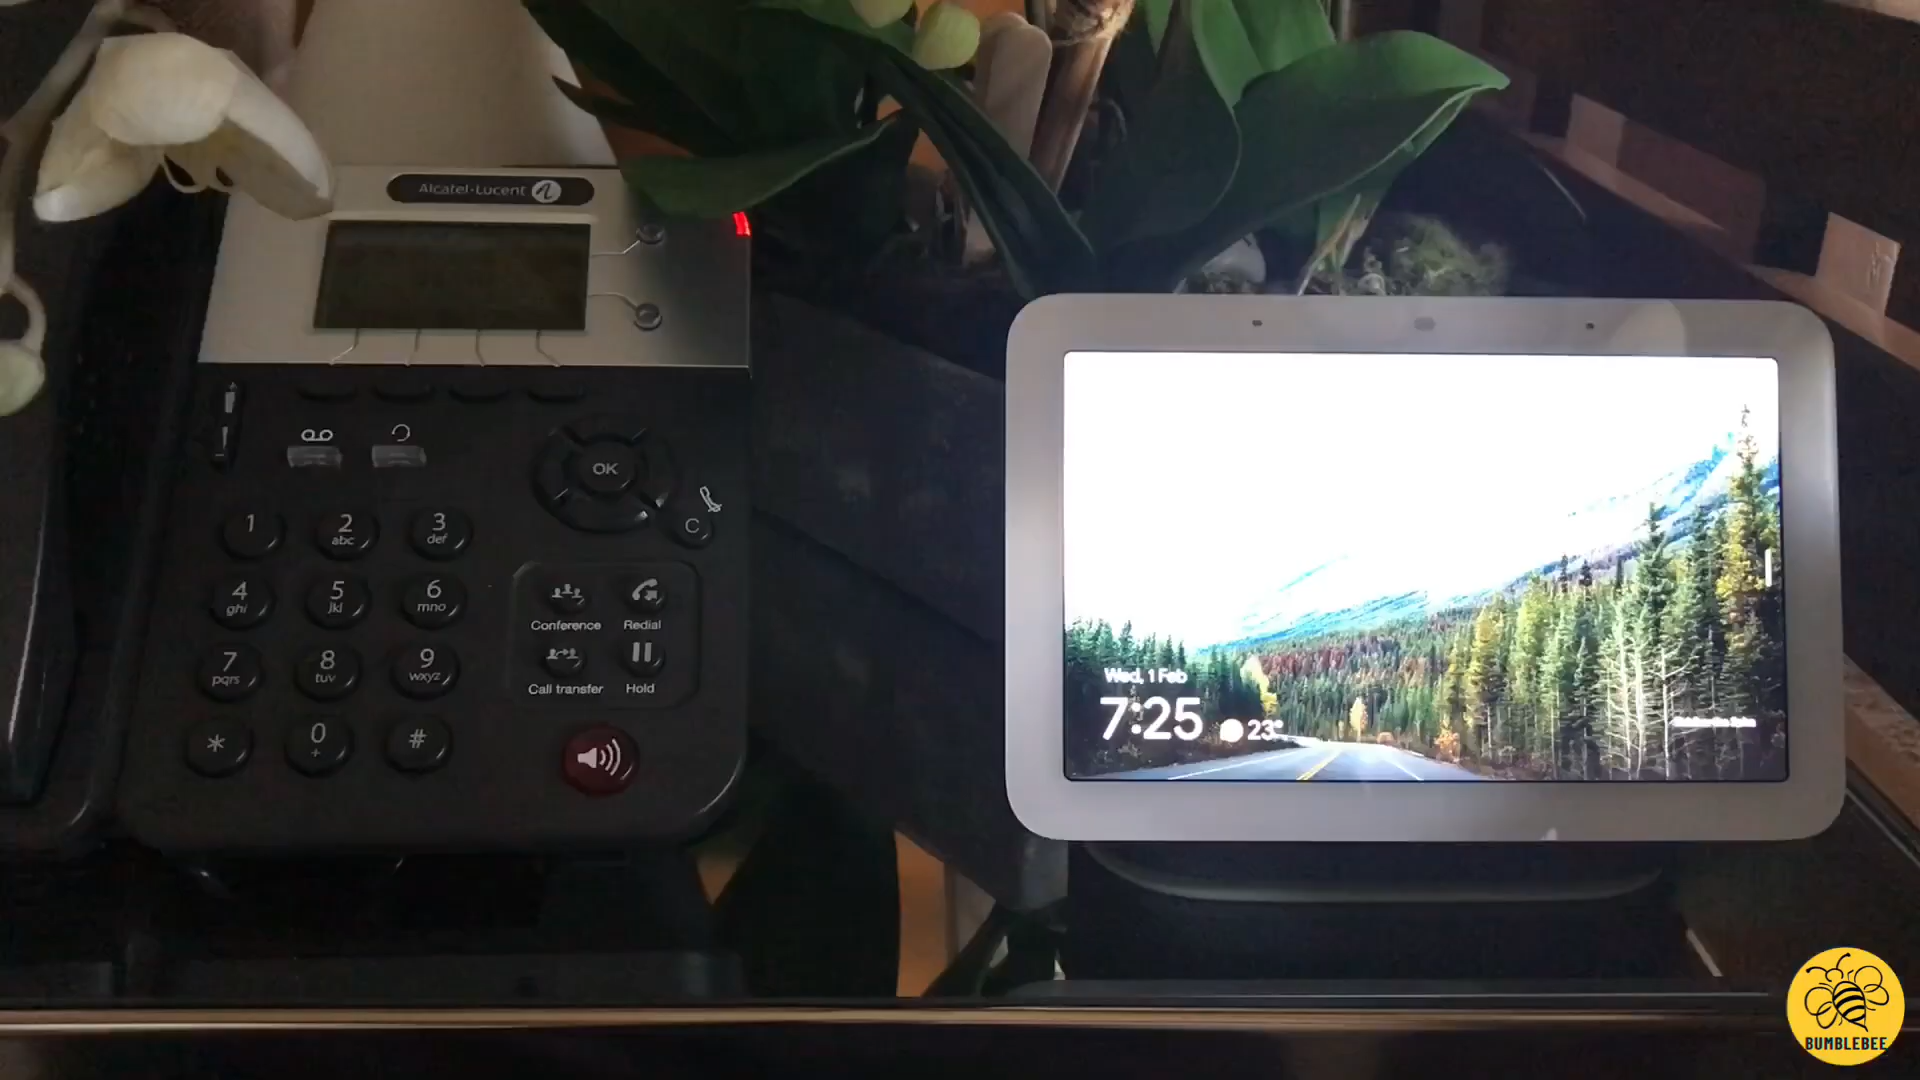 Alcatel-Lucent
OK
C
1
2
abc
3
def
4
ghi
5
jkl
6
mno
7
pqrs
8
tuv
9
wxyz
*
0
+
#
Conference
Redial
Call transfer
Hold
Wed, 1 Feb
7:25
23°
BUMBLEBEE